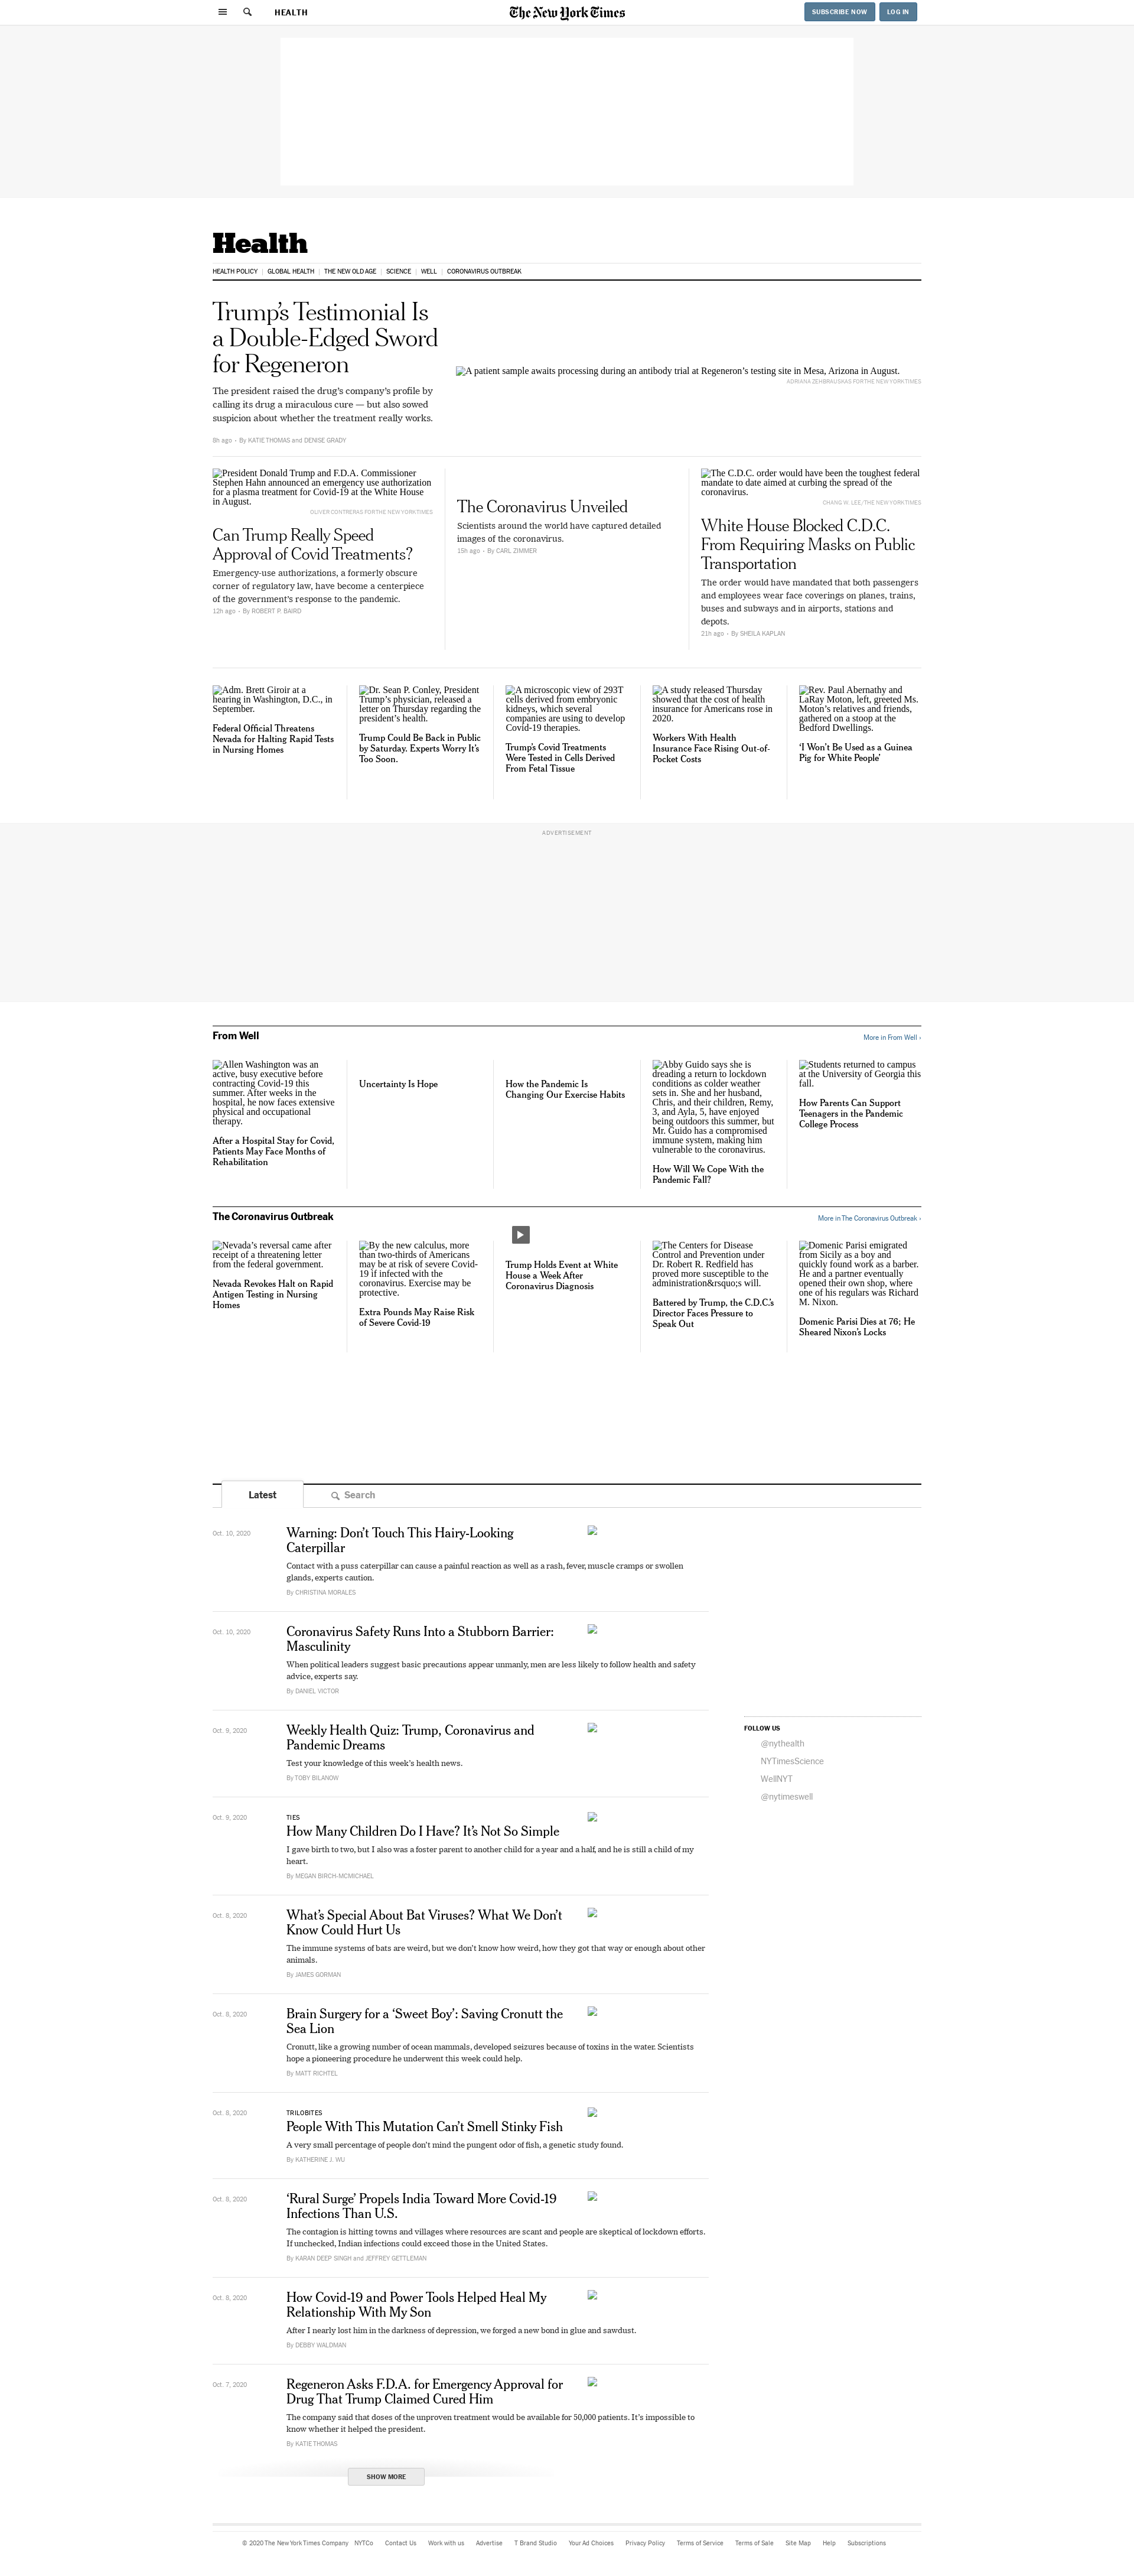 HEALTH
The New York Times
SUBSCRIBE NOW
LOG IN
Health
HEALTH POLICY
GLOBAL HEALTH
THE NEW OLD AGE
SCIENCE
WELL
CORONAVIRUS OUTBREAK
Trump’s Testimonial Is
a Double-Edged Sword
for Regeneron
The president raised the drug’s company’s profile by
calling its drug a miraculous cure — but also sowed
suspicion about whether the treatment really works.
8h ago · By KATIE THOMAS and DENISE GRADY
A patient sample awaits processing during an antibody trial at Regeneron’s testing site in Mesa, Arizona in August.
ADRIANA ZEHBRAUSKAS FOR THE NEW YORK TIMES
President Donald Trump and F.D.A. Commissioner
Stephen Hahn announced an emergency use authorization
for a plasma treatment for Covid-19 at the White House
in August.
OLIVER CONTRERAS FOR THE NEW YORK TIMES
Can Trump Really Speed
Approval of Covid Treatments?
Emergency-use authorizations, a formerly obscure
corner of regulatory law, have become a centerpiece
of the government’s response to the pandemic.
12h ago · By ROBERT P. BAIRD
The Coronavirus Unveiled
Scientists around the world have captured detailed
images of the coronavirus.
15h ago · By CARL ZIMMER
The C.D.C. order would have been the toughest federal
mandate to date aimed at curbing the spread of the
coronavirus.
CHANG W. LEE/THE NEW YORK TIMES
White House Blocked C.D.C.
From Requiring Masks on Public
Transportation
The order would have mandated that both passengers
and employees wear face coverings on planes, trains,
buses and subways and in airports, stations and
depots.
21h ago · By SHEILA KAPLAN
Adm. Brett Giroir at a
hearing in Washington, D.C., in
September.
Federal Official Threatens
Nevada for Halting Rapid Tests
in Nursing Homes
Dr. Sean P. Conley, President
Trump’s physician, released a
letter on Thursday regarding the
president’s health.
Trump Could Be Back in Public
by Saturday. Experts Worry It’s
Too Soon.
A microscopic view of 293T
cells derived from embryonic
kidneys, which several
companies are using to develop
Covid-19 therapies.
Trump’s Covid Treatments
Were Tested in Cells Derived
From Fetal Tissue
A study released Thursday
showed that the cost of health
insurance for Americans rose in
2020.
Workers With Health
Insurance Face Rising Out-of-
Pocket Costs
Rev. Paul Abernathy and
LaRay Moton, left, greeted Ms.
Moton’s relatives and friends,
gathered on a stoop at the
Bedford Dwellings.
‘I Won’t Be Used as a Guinea
Pig for White People’
ADVERTISEMENT
From Well
More in From Well ›
Allen Washington was an
active, busy executive before
contracting Covid-19 this
summer. After weeks in the
hospital, he now faces extensive
physical and occupational
therapy.
After a Hospital Stay for Covid,
Patients May Face Months of
Rehabilitation
Uncertainty Is Hope
How the Pandemic Is
Changing Our Exercise Habits
Abby Guido says she is
dreading a return to lockdown
conditions as colder weather
sets in. She and her husband,
Chris, and their children, Remy,
3, and Ayla, 5, have enjoyed
being outdoors this summer, but
Mr. Guido has a compromised
immune system, making him
vulnerable to the coronavirus.
How Will We Cope With the
Pandemic Fall?
Students returned to campus
at the University of Georgia this
fall.
How Parents Can Support
Teenagers in the Pandemic
College Process
The Coronavirus Outbreak
More in The Coronavirus Outbreak ›
Nevada’s reversal came after
receipt of a threatening letter
from the federal government.
Nevada Revokes Halt on Rapid
Antigen Testing in Nursing
Homes
By the new calculus, more
than two-thirds of Americans
may be at risk of severe Covid-
19 if infected with the
coronavirus. Exercise may be
protective.
Extra Pounds May Raise Risk
of Severe Covid-19
Trump Holds Event at White
House a Week After
Coronavirus Diagnosis
The Centers for Disease
Control and Prevention under
Dr. Robert R. Redfield has
proved more susceptible to the
administration&rsquo;s will.
Battered by Trump, the C.D.C.’s
Director Faces Pressure to
Speak Out
Domenic Parisi emigrated
from Sicily as a boy and
quickly found work as a barber.
He and a partner eventually
opened their own shop, where
one of his regulars was Richard
M. Nixon.
Domenic Parisi Dies at 76; He
Sheared Nixon’s Locks
Latest
Search
Oct. 10, 2020
Warning: Don’t Touch This Hairy-Looking
Caterpillar
Contact with a puss caterpillar can cause a painful reaction as well as a rash, fever, muscle cramps or swollen
glands, experts caution.
By CHRISTINA MORALES
Oct. 10, 2020
Coronavirus Safety Runs Into a Stubborn Barrier:
Masculinity
When political leaders suggest basic precautions appear unmanly, men are less likely to follow health and safety
advice, experts say.
By DANIEL VICTOR
Oct. 9, 2020
Weekly Health Quiz: Trump, Coronavirus and
Pandemic Dreams
Test your knowledge of this week’s health news.
By TOBY BILANOW
FOLLOW US
@nythealth
NYTimesScience
WellNYT
@nytimeswell
Oct. 9, 2020
TIES
How Many Children Do I Have? It’s Not So Simple
I gave birth to two, but I also was a foster parent to another child for a year and a half, and he is still a child of my
heart.
By MEGAN BIRCH-MCMICHAEL
Oct. 8, 2020
What’s Special About Bat Viruses? What We Don’t
Know Could Hurt Us
The immune systems of bats are weird, but we don’t know how weird, how they got that way or enough about other
animals.
By JAMES GORMAN
Oct. 8, 2020
Brain Surgery for a ‘Sweet Boy’: Saving Cronutt the
Sea Lion
Cronutt, like a growing number of ocean mammals, developed seizures because of toxins in the water. Scientists
hope a pioneering procedure he underwent this week could help.
By MATT RICHTEL
Oct. 8, 2020
TRILOBITES
People With This Mutation Can’t Smell Stinky Fish
A very small percentage of people don’t mind the pungent odor of fish, a genetic study found.
By KATHERINE J. WU
Oct. 8, 2020
‘Rural Surge’ Propels India Toward More Covid-19
Infections Than U.S.
The contagion is hitting towns and villages where resources are scant and people are skeptical of lockdown efforts.
If unchecked, Indian infections could exceed those in the United States.
By KARAN DEEP SINGH and JEFFREY GETTLEMAN
Oct. 8, 2020
How Covid-19 and Power Tools Helped Heal My
Relationship With My Son
After I nearly lost him in the darkness of depression, we forged a new bond in glue and sawdust.
By DEBBY WALDMAN
Oct. 7, 2020
Regeneron Asks F.D.A. for Emergency Approval for
Drug That Trump Claimed Cured Him
The company said that doses of the unproven treatment would be available for 50,000 patients. It’s impossible to
know whether it helped the president.
By KATIE THOMAS
SHOW MORE
© 2020 The New York Times Company NYTCo Contact Us Work with us Advertise T Brand Studio Your Ad Choices Privacy Policy Terms of Service Terms of Sale Site Map Help Subscriptions